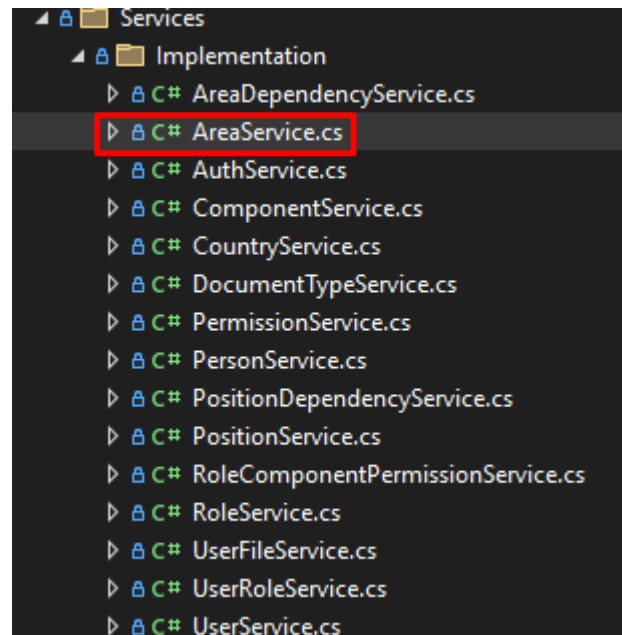 Services
Implementation
C# AreaDependencyService.cs
C# AreaService.cs
C# AuthService.cs
C# ComponentService.cs
C# CountryService.cs
C# DocumentTypeService.cs
C# PermissionService.cs
C# PersonService.cs
C# PositionDependencyService.cs
C# PositionService.cs
C# RoleComponentPermissionService.cs
C# RoleService.cs
C# UserFileService.cs
C# UserRoleService.cs
C# UserService.cs